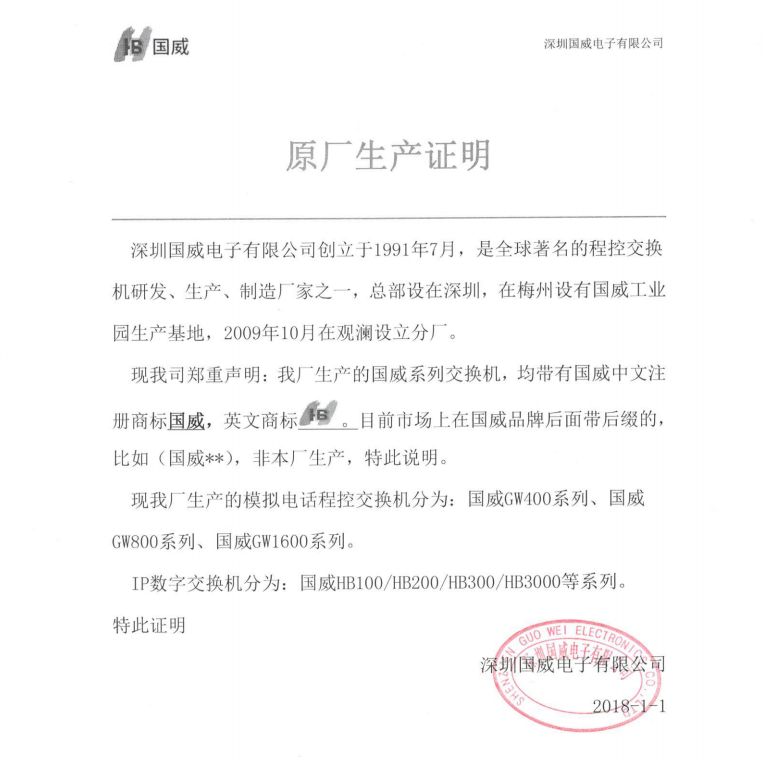 HB 国威
深圳国威电子有限公司
原厂生产证明
深圳国威电子有限公司创立于1991年7月，是全球著名的程控交换
机研发、生产、制造厂家之一，总部设在深圳，在梅州设有国威工业
园生产基地，2009年10月在观澜设立分厂。
现我司郑重声明：我厂生产的国威系列交换机，均带有国威中文注
册商标国威，英文商标HB。目前市场上在国威品牌后面带后缀的，
比如（国威**），非本厂生产，特此说明。
现我厂生产的模拟电话程控交换机分为：国威GW400系列、国威
GW800系列、国威GW1600系列。
IP数字交换机分为：国威HB100/HB200/HB300/HB3000等系列。
特此证明
SHENZHEN GUO WEI ELECTRONICS CO.,LTD
深圳国威电子有限公司
深圳国威电子有限公司
2018-1-1